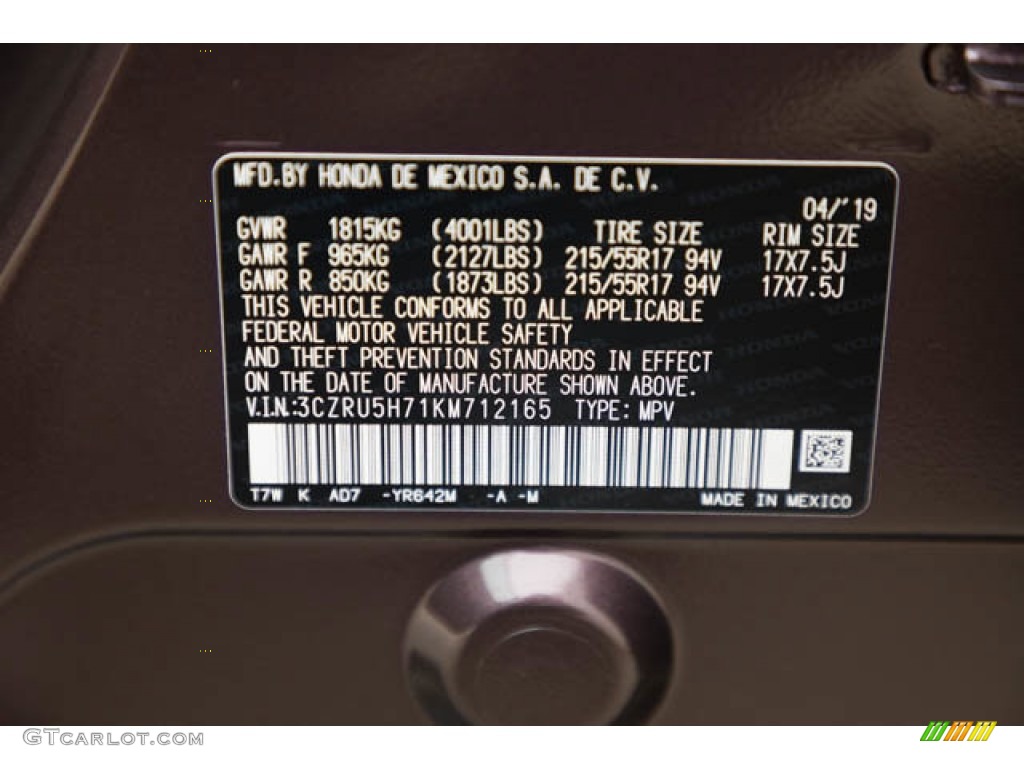 MFD.BY HONDA DE MEXICO S.A. DE C.V.
04/'19
GVWR 1815KG (4001LBS) TIRE SIZE RIM SIZE
GAWR F 965KG (2127LBS) 215/55R17 94V 17X7.5J
GAWR R 850KG (1873LBS) 215/55R17 94V 17X7.5J
THIS VEHICLE CONFORMS TO ALL APPLICABLE
FEDERAL MOTOR VEHICLE SAFETY
AND THEFT PREVENTION STANDARDS IN EFFECT
ON THE DATE OF MANUFACTURE SHOWN ABOVE.
V.I.N.:3CZRU5H71KM712165 TYPE: MPV
T7W K AD7 -YR642M -A -M MADE IN MEXICO
GTCARLOT.COM